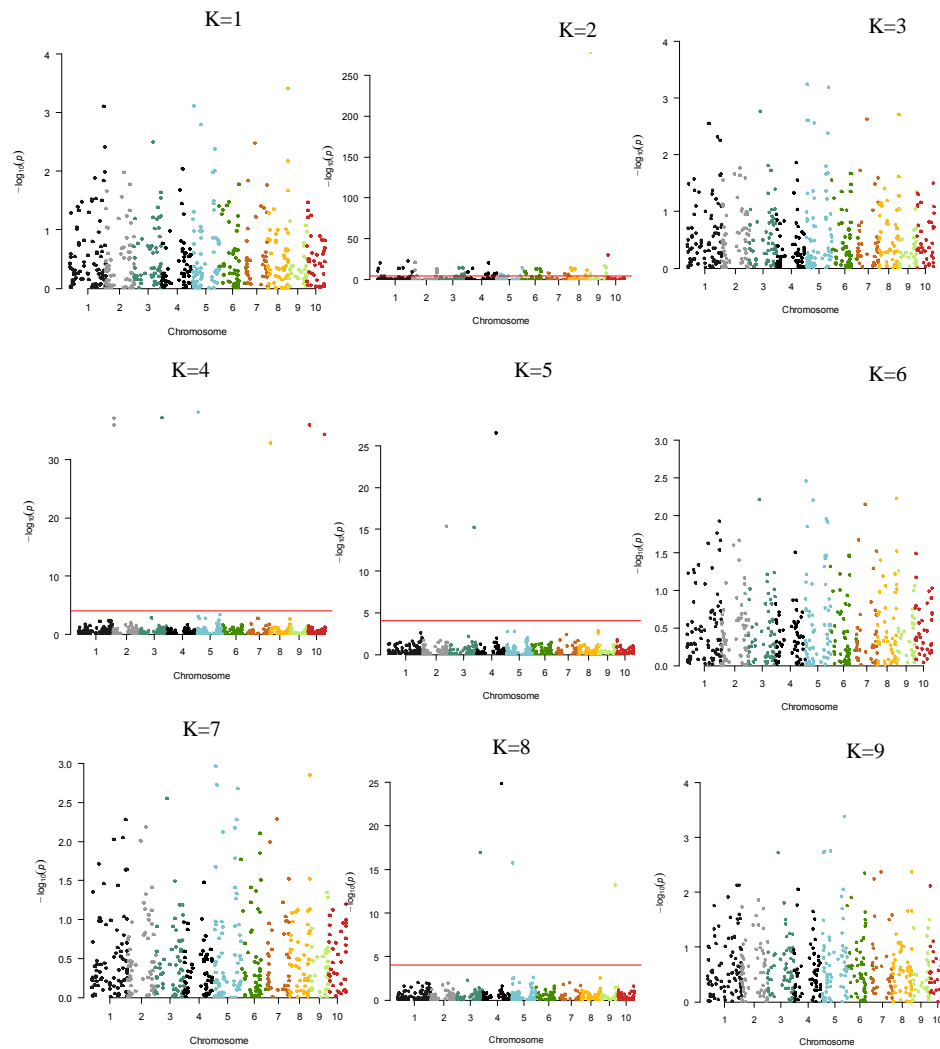 K=1
−log₁₀(p)
4
3
2
1
0
1 2 3 4 5 6 7 8 9 10
Chromosome
K=2
−log₁₀(p)
250
200
150
100
50
0
1 2 3 4 5 6 7 8 9 10
Chromosome
K=3
−log₁₀(p)
4
3
2
1
0
1 2 3 4 5 6 7 8 9 10
Chromosome
K=4
−log₁₀(p)
30
20
10
0
1 2 3 4 5 6 7 8 9 10
Chromosome
K=5
−log₁₀(p)
25
20
15
10
5
0
1 2 3 4 5 6 7 8 9 10
Chromosome
K=6
−log₁₀(p)
3.0
2.5
2.0
1.5
1.0
0.5
0.0
1 2 3 4 5 6 7 8 9 10
Chromosome
K=7
−log₁₀(p)
3.0
2.5
2.0
1.5
1.0
0.5
0.0
1 2 3 4 5 6 7 8 9 10
Chromosome
K=8
−log₁₀(p)
25
20
15
10
5
0
1 2 3 4 5 6 7 8 9 10
Chromosome
K=9
−log₁₀(p)
4
3
2
1
0
1 2 3 4 5 6 7 8 9 10
Chromosome